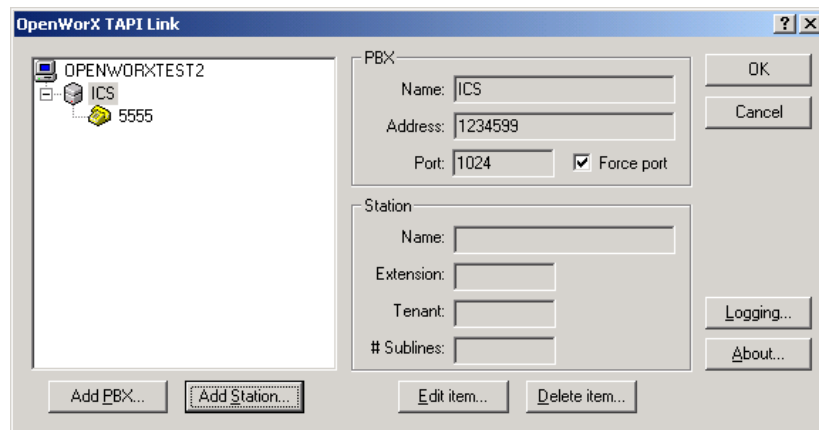 OpenWorX TAPI Link
OPENWORXTEST2
ICS
5555
PBX
Name: ICS
Address: 1234599
Port: 1024 Force port
Station
Name:
Extension:
Tenant:
# Sublines:
OK
Cancel
Logging...
About...
Add PBX... Add Station... Edit item... Delete item...